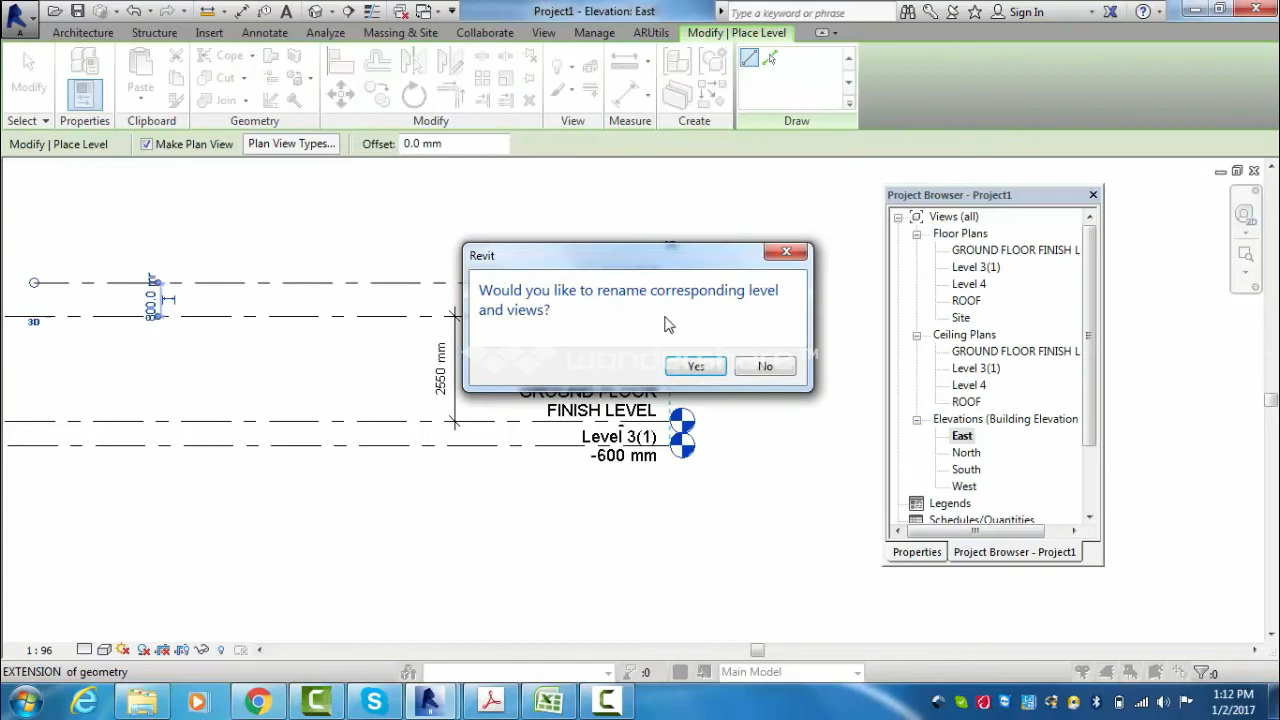 Project1 - Elevation: East
Type a keyword or phrase
Sign In
Architecture Structure Insert Annotate Analyze Massing & Site Collaborate View Manage ARUtils Modify | Place Level
Modify
Paste
Cope
Cut
Join
Select Properties Clipboard Geometry Modify View Measure Create Draw
Modify | Place Level Make Plan View Plan View Types... Offset: 0.0 mm
Project Browser - Project1
Views (all)
Floor Plans
GROUND FLOOR FINISH L
Level 3(1)
Level 4
ROOF
Site
Ceiling Plans
GROUND FLOOR FINISH L
Level 3(1)
Level 4
ROOF
Elevations (Building Elevation
East
North
South
West
Legends
Schedules/Quantities
Properties Project Browser - Project1
2D
3D
2550 mm
Revit
Would you like to rename corresponding level
and views?
Yes No
FINISH LEVEL
Level 3(1)
-600 mm
1 : 96
EXTENSION of geometry
:0
Main Model
:0
1:12 PM
1/2/2017